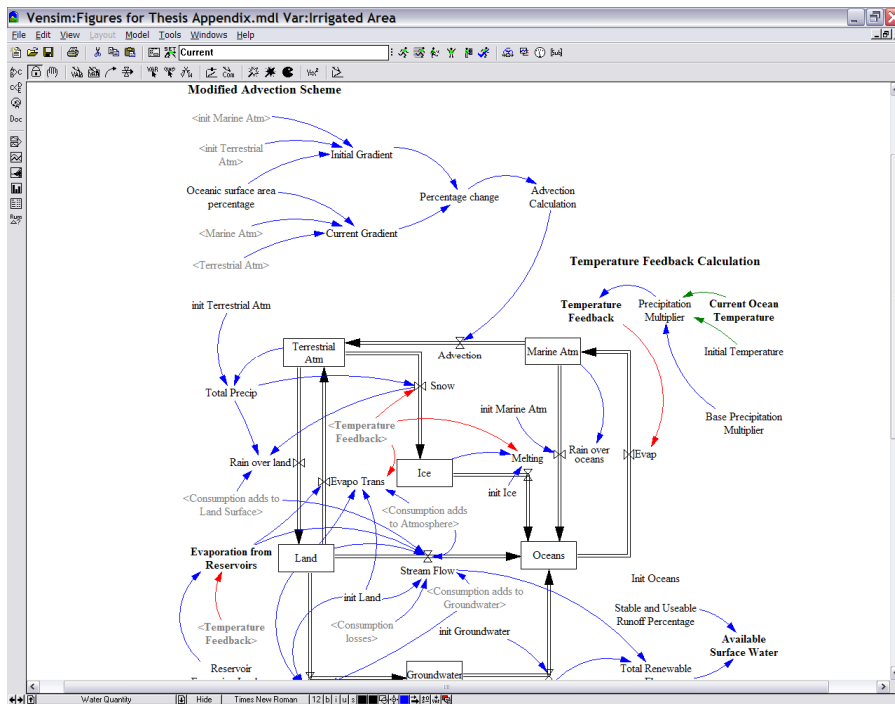 Vensim:Figures for Thesis Appendix.mdl Var:Irrigated Area
File Edit View Layout Model Tools Windows Help
Current
Doc
Modified Advection Scheme
<init Marine Atm>
<init Terrestrial
Atm>
Initial Gradient
Oceanic surface area
percentage
Percentage change
Advection
Calculation
<Marine Atm>
Current Gradient
<Terrestrial Atm>
Temperature Feedback Calculation
init Terrestrial Atm
Temperature
Feedback
Precipitation
Multiplier
Current Ocean
Temperature
Initial Temperature
Terrestrial
Atm
Advection
Marine Atm
Total Precip
Snow
init Marine Atm
Base Precipitation
Multiplier
<Temperature
Feedback>
Rain over land
Ice
Melting
Rain over
oceans
Evap
Evapo Trans
init Ice
<Consumption adds to
Land Surface>
<Consumption adds
to Atmosphere>
Evaporation from
Reservoirs
Land
Stream Flow
Oceans
Init Oceans
init Land
<Consumption adds to
Groundwater>
Stable and Useable
Runoff Percentage
<Temperature
Feedback>
<Consumption
losses>
init Groundwater
Available
Surface Water
Reservoir
Groundwater
Total Renewable
Water Quantity Hide Times New Roman 12 b i u s